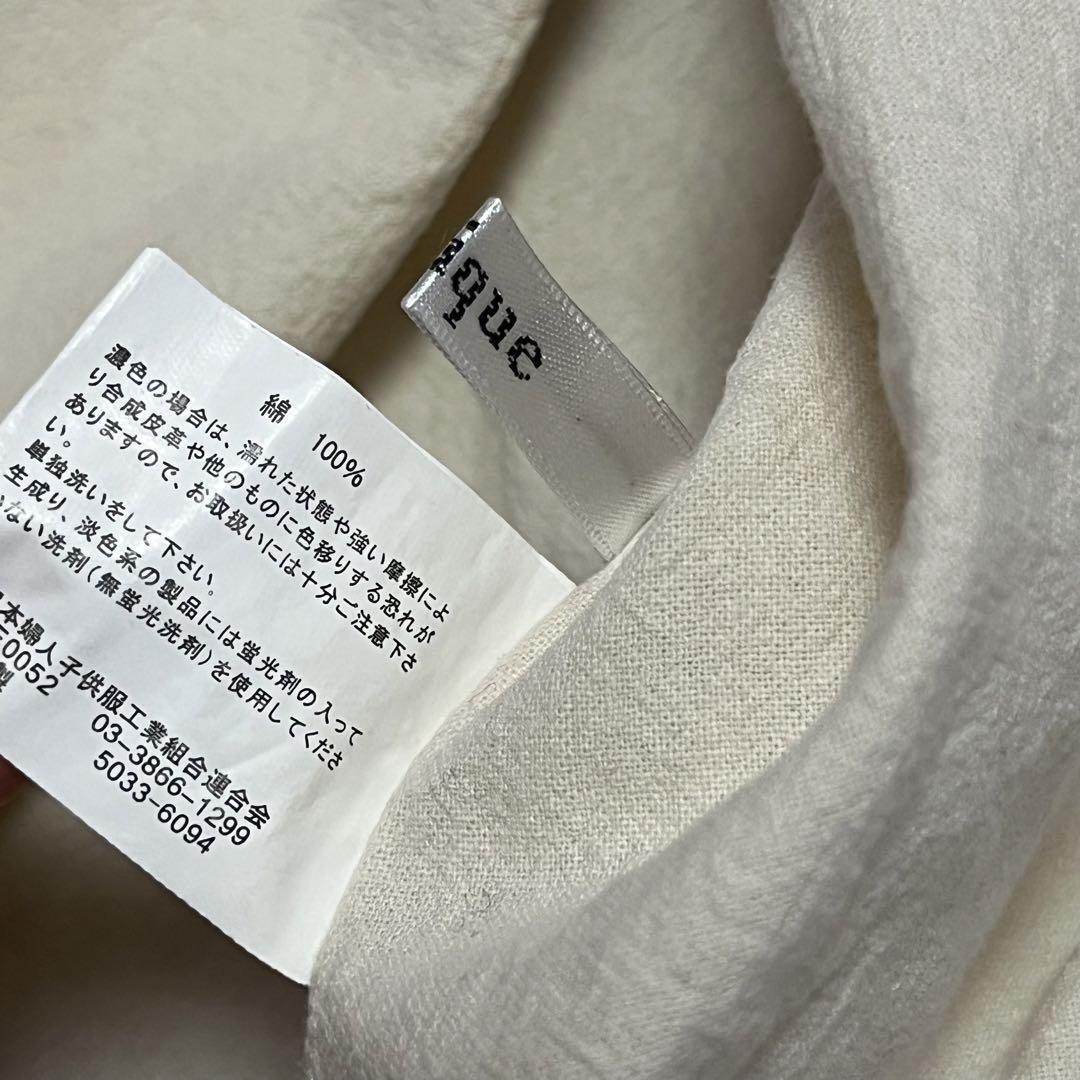 que
綿 100%
濃色の場合は、濡れた状態や強い摩擦によ
り合成皮革や他のものに色移りする恐れが
ありますので、お取扱いには十分ご注意下さ
い。
単独洗いをして下さい。
生成り、淡色系の製品には蛍光剤の入って
ない洗剤(無蛍光洗剤)を使用してくださ
本婦人子供服工業組合連合会
-0052 03-3866-1299
製 5033-6094